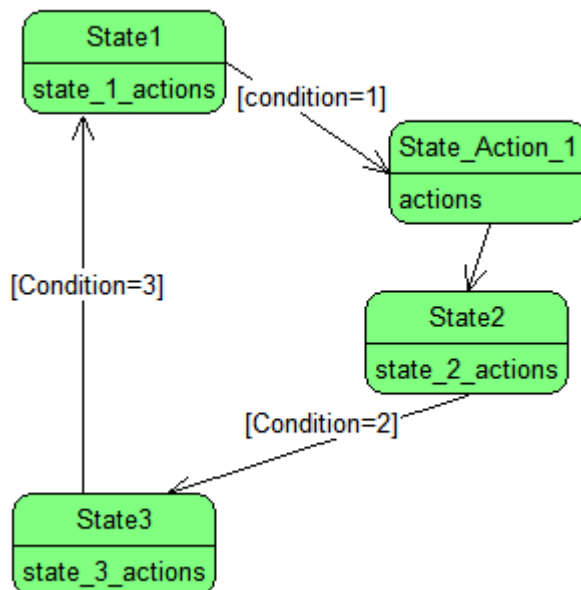 State1
state_1_actions
[condition=1]
State_Action_1
actions
[Condition=3]
State2
state_2_actions
[Condition=2]
State3
state_3_actions